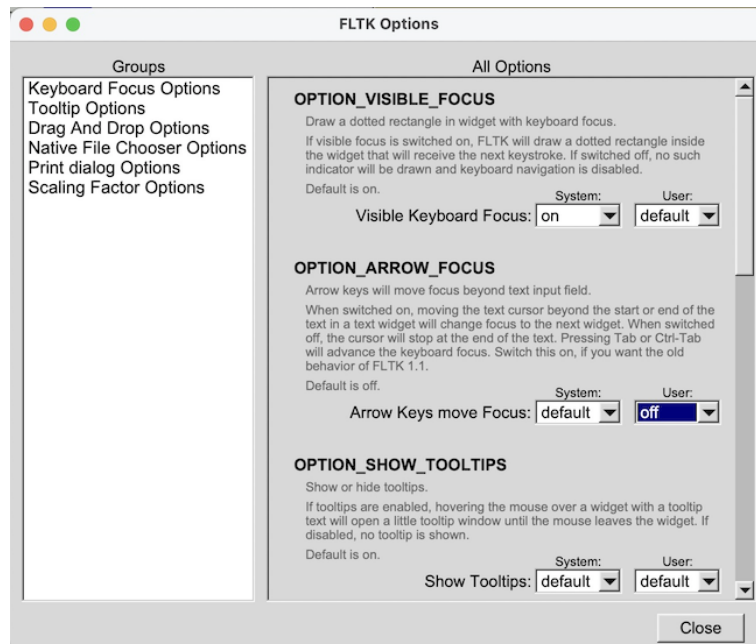 FLTK Options
Groups
Keyboard Focus Options
Tooltip Options
Drag And Drop Options
Native File Chooser Options
Print dialog Options
Scaling Factor Options
All Options
OPTION_VISIBLE_FOCUS
Draw a dotted rectangle in widget with keyboard focus.
If visible focus is switched on, FLTK will draw a dotted rectangle inside
the widget that will receive the next keystroke. If switched off, no such
indicator will be drawn and keyboard navigation is disabled.
Default is on.
System: User:
Visible Keyboard Focus: on default
OPTION_ARROW_FOCUS
Arrow keys will move focus beyond text input field.
When switched on, moving the text cursor beyond the start or end of the
text in a text widget will change focus to the next widget. When switched
off, the cursor will stop at the end of the text. Pressing Tab or Ctrl-Tab
will advance the keyboard focus. Switch this on, if you want the old
behavior of FLTK 1.1.
Default is off.
System: User:
Arrow Keys move Focus: default off
OPTION_SHOW_TOOLTIPS
Show or hide tooltips.
If tooltips are enabled, hovering the mouse over a widget with a tooltip
text will open a little tooltip window until the mouse leaves the widget. If
disabled, no tooltip is shown.
Default is on.
System: User:
Show Tooltips: default default
Close